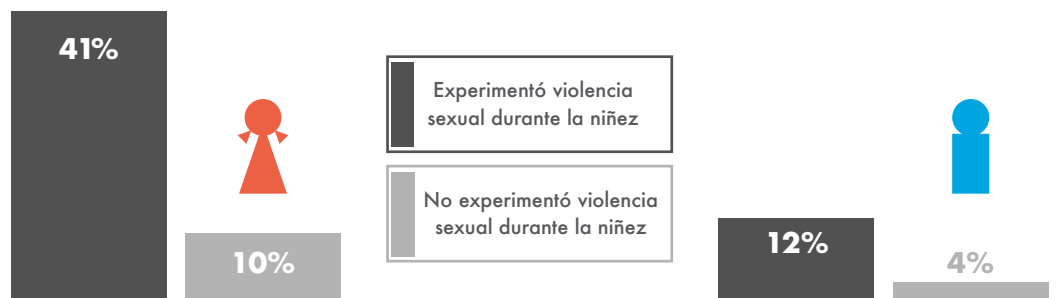 41%
10%
Experimentó violencia
sexual durante la niñez
No experimentó violencia
sexual durante la niñez
12%
4%